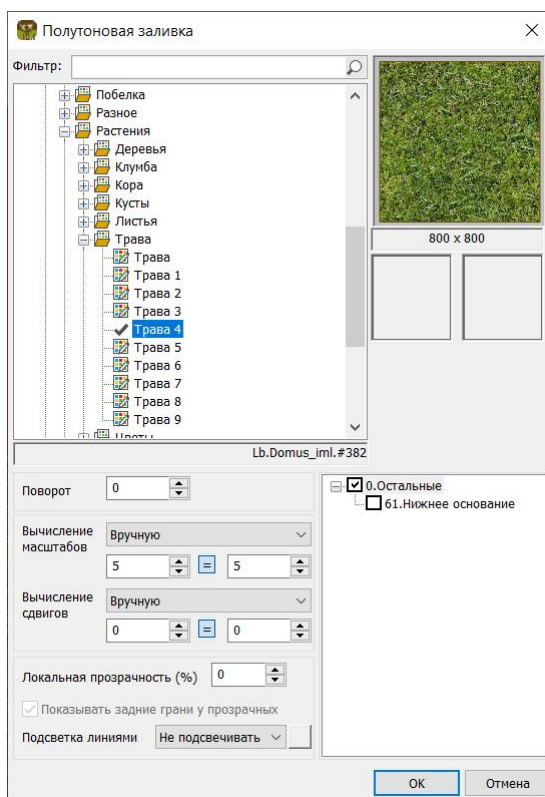 Полутоновая заливка
Фильтр:
Побелка
Разное
Растения
Деревья
Клумба
Кора
Кусты
Листья
Трава
Трава
Трава 1
Трава 2
Трава 3
Трава 4
Трава 5
Трава 6
Трава 7
Трава 8
Трава 9
Цветы
800 x 800
Lb.Domus_iml.#382
Поворот 0
Вычисление масштабов Вручную
5 = 5
Вычисление сдвигов Вручную
0 = 0
Локальная прозрачность (%) 0
Показывать задние грани у прозрачных
Подсветка линиями Не подсвечивать
0.Остальные
61.Нижнее основание
ОК Отмена